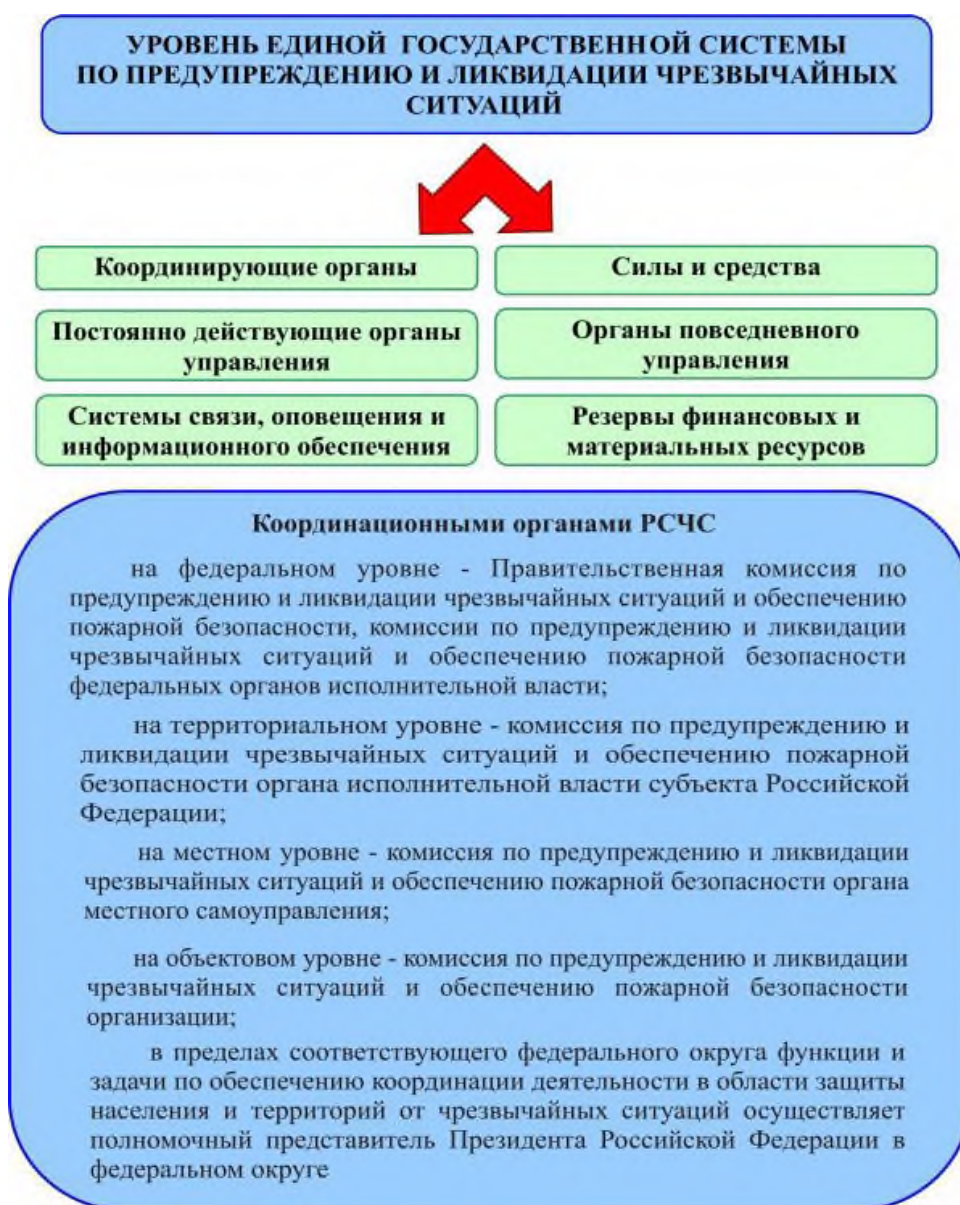 УРОВЕНЬ ЕДИНОЙ ГОСУДАРСТВЕННОЙ СИСТЕМЫ
ПО ПРЕДУПРЕЖДЕНИЮ И ЛИКВИДАЦИИ ЧРЕЗВЫЧАЙНЫХ
СИТУАЦИЙ
Координирующие органы
Силы и средства
Постоянно действующие органы
управления
Органы повседневного
управления
Системы связи, оповещения и
информационного обеспечения
Резервы финансовых и
материальных ресурсов
Координационными органами РСЧС
на федеральном уровне - Правительственная комиссия по
предупреждению и ликвидации чрезвычайных ситуаций и обеспечению
пожарной безопасности, комиссии по предупреждению и ликвидации
чрезвычайных ситуаций и обеспечению пожарной безопасности
федеральных органов исполнительной власти;
на территориальном уровне - комиссия по предупреждению и
ликвидации чрезвычайных ситуаций и обеспечению пожарной
безопасности органа исполнительной власти субъекта Российской
Федерации;
на местном уровне - комиссия по предупреждению и ликвидации
чрезвычайных ситуаций и обеспечению пожарной безопасности органа
местного самоуправления;
на объектовом уровне - комиссия по предупреждению и ликвидации
чрезвычайных ситуаций и обеспечению пожарной безопасности
организации;
в пределах соответствующего федерального округа функции и
задачи по обеспечению координации деятельности в области защиты
населения и территорий от чрезвычайных ситуаций осуществляет
полномочный представитель Президента Российской Федерации в
федеральном округе